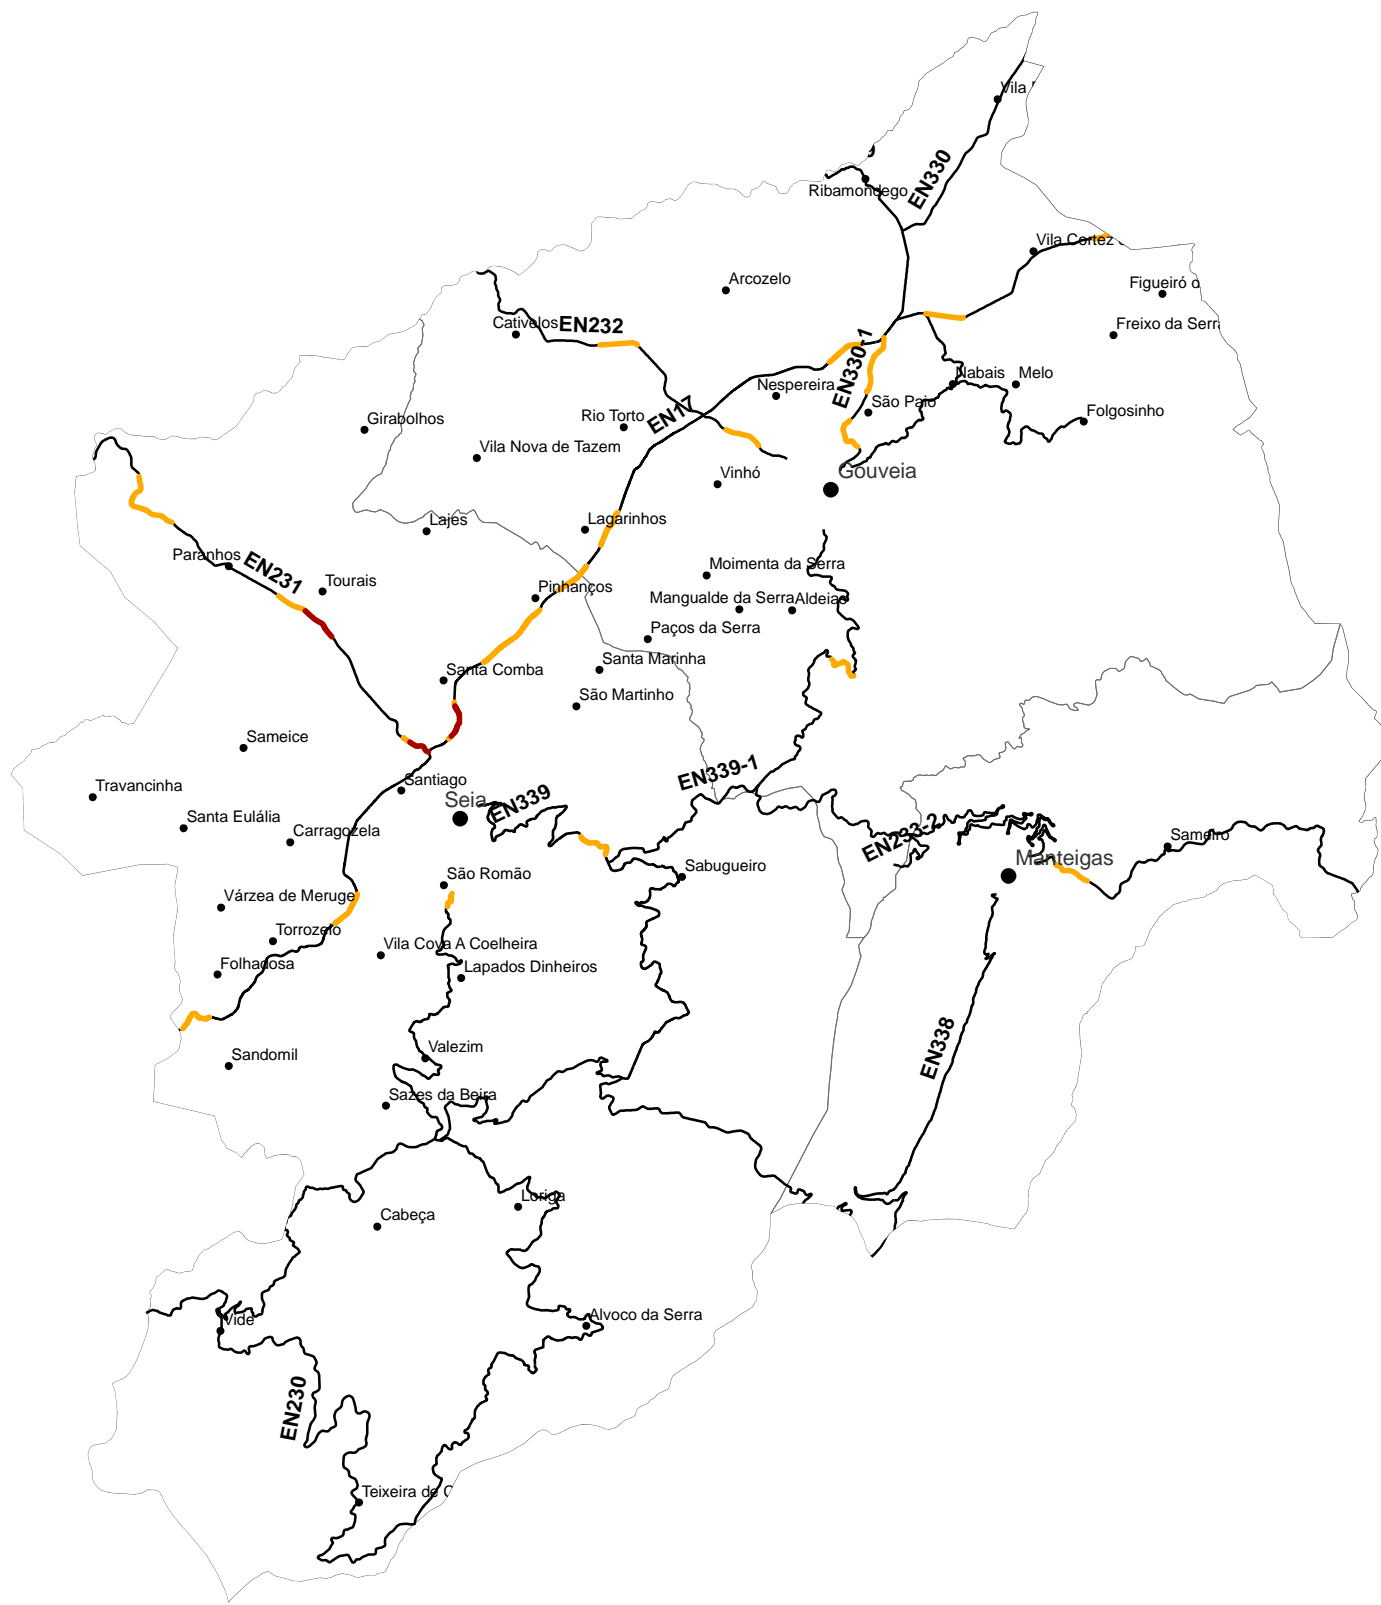 Vila
EN330
Ribamondego
Vila Cortez
Figueiró
Arcozelo
Freixo da Serra
Cativelos
EN232
EN330-1
Nabais
Melo
Nespereira
São Paio
Folgosinho
Girabolhos
Rio Torto
EN17
Vila Nova de Tazem
Vinhó
Gouveia
Lajes
Lagarinhos
Paranhos
EN231
Tourais
Pinhanços
Moimenta da Serra
Mangualde da Serra
Aldeias
Paços da Serra
Santa Comba
Santa Marinha
São Martinho
Sameice
Travancinha
Santiago
EN339-1
Santa Eulália
Seia
EN339
Carragozela
EN233-2
Sameiro
Manteigas
São Romão
Sabugueiro
Várzea de Meruge
Torrozelo
Vila Cova A Coelheira
Folhadosa
Lapados Dinheiros
Sandomil
Valezim
EN338
Sazes da Beira
Loriga
Cabeça
Vide
Alvoco da Serra
EN230
Teixeira de